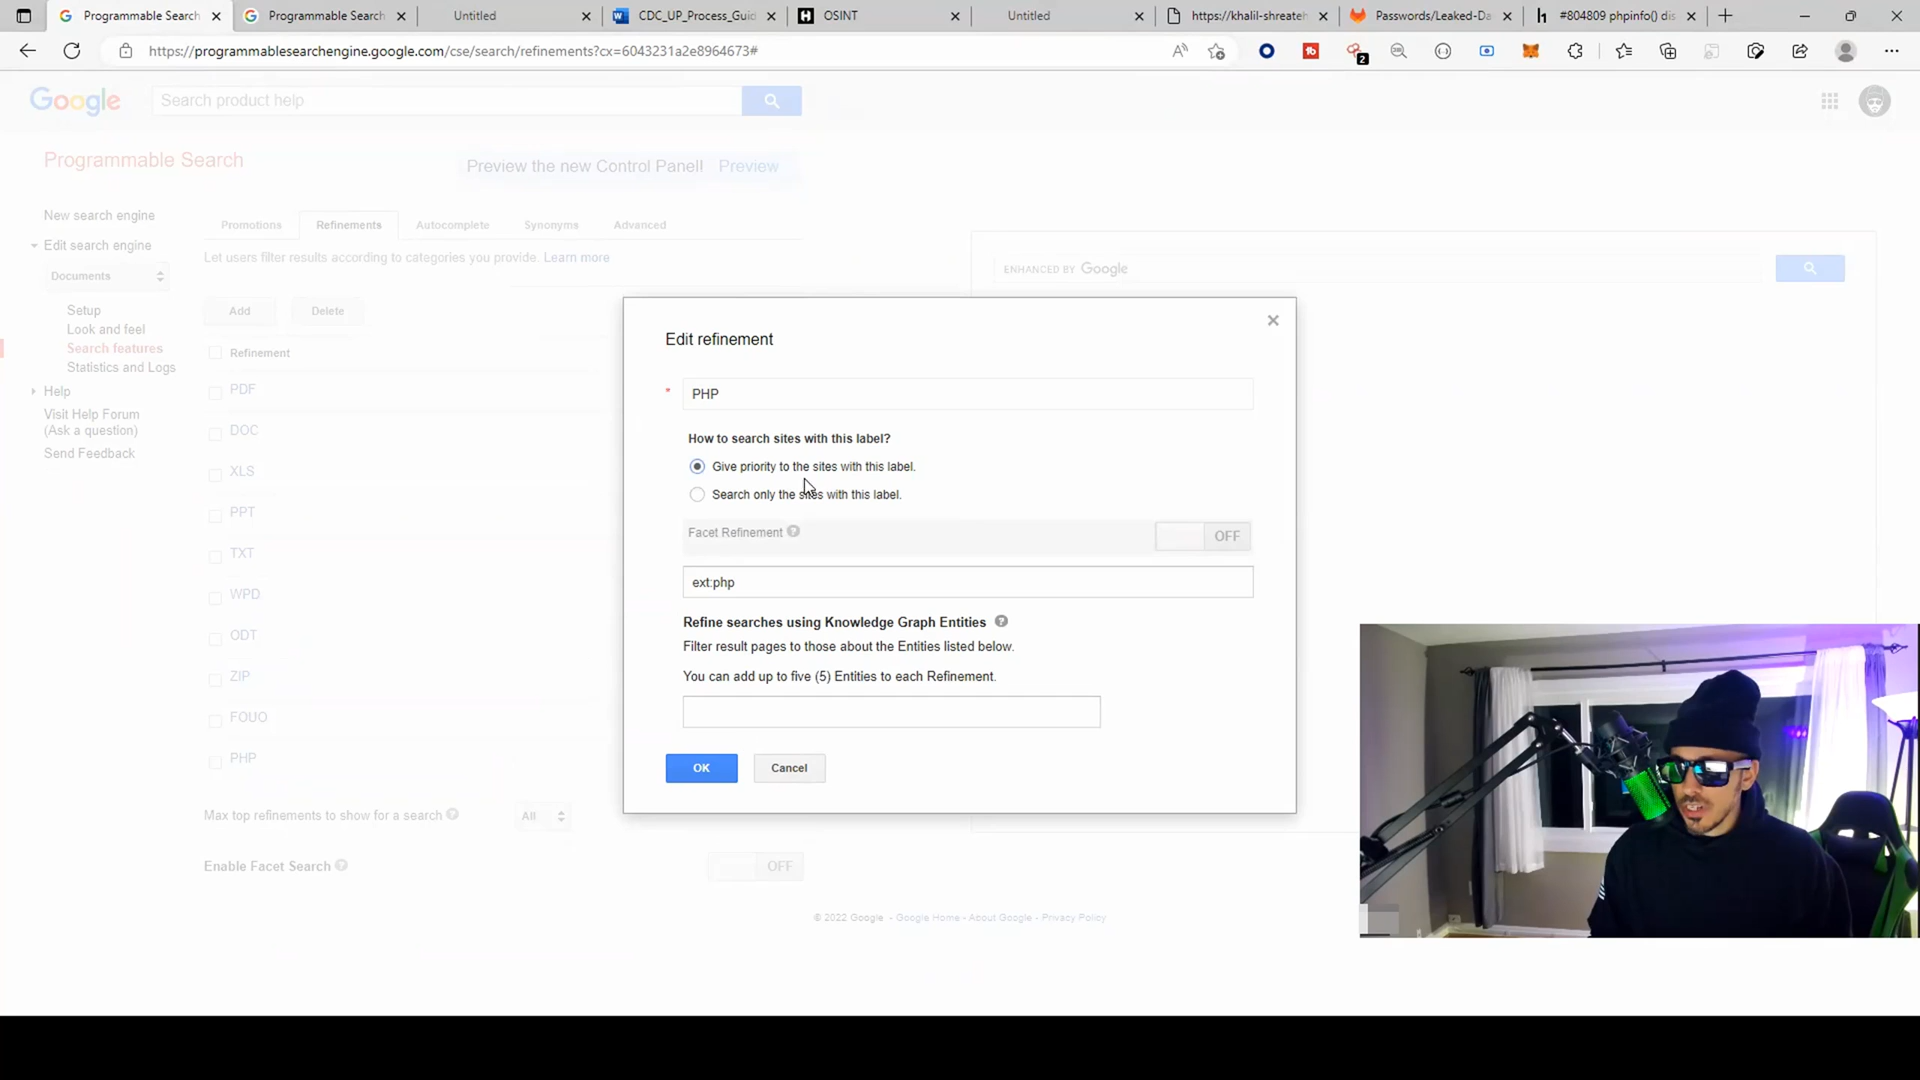 Programmable Search
Programmable Search
Untitled
CDC_UP_Process_Guid
OSINT
Untitled
https://khalil-shreateh
Passwords/Leaked-Da
#804809 phpinfo() dis
https://programmablesearchengine.google.com/cse/search/refinements?cx=6043231a2e8964673#
2
Google
Search product help
Programmable Search
Preview the new Control Panel! Preview
New search engine
Edit search engine
Documents
Setup
Look and feel
Search features
Statistics and Logs
Help
Visit Help Forum
(Ask a question)
Send Feedback
Promotions
Refinements
Autocomplete
Synonyms
Advanced
Let users filter results according to categories you provide. Learn more
Add
Delete
Refinement
PDF
DOC
XLS
PPT
TXT
WPD
ODT
ZIP
FOUO
PHP
Max top refinements to show for a search
All
Enable Facet Search
OFF
ENHANCED BY Google
Edit refinement
* PHP
How to search sites with this label?
Give priority to the sites with this label.
Search only the sites with this label.
Facet Refinement
OFF
ext:php
Refine searches using Knowledge Graph Entities
Filter result pages to those about the Entities listed below.
You can add up to five (5) Entities to each Refinement.
OK
Cancel
© 2022 Google - Google Home - About Google - Privacy Policy